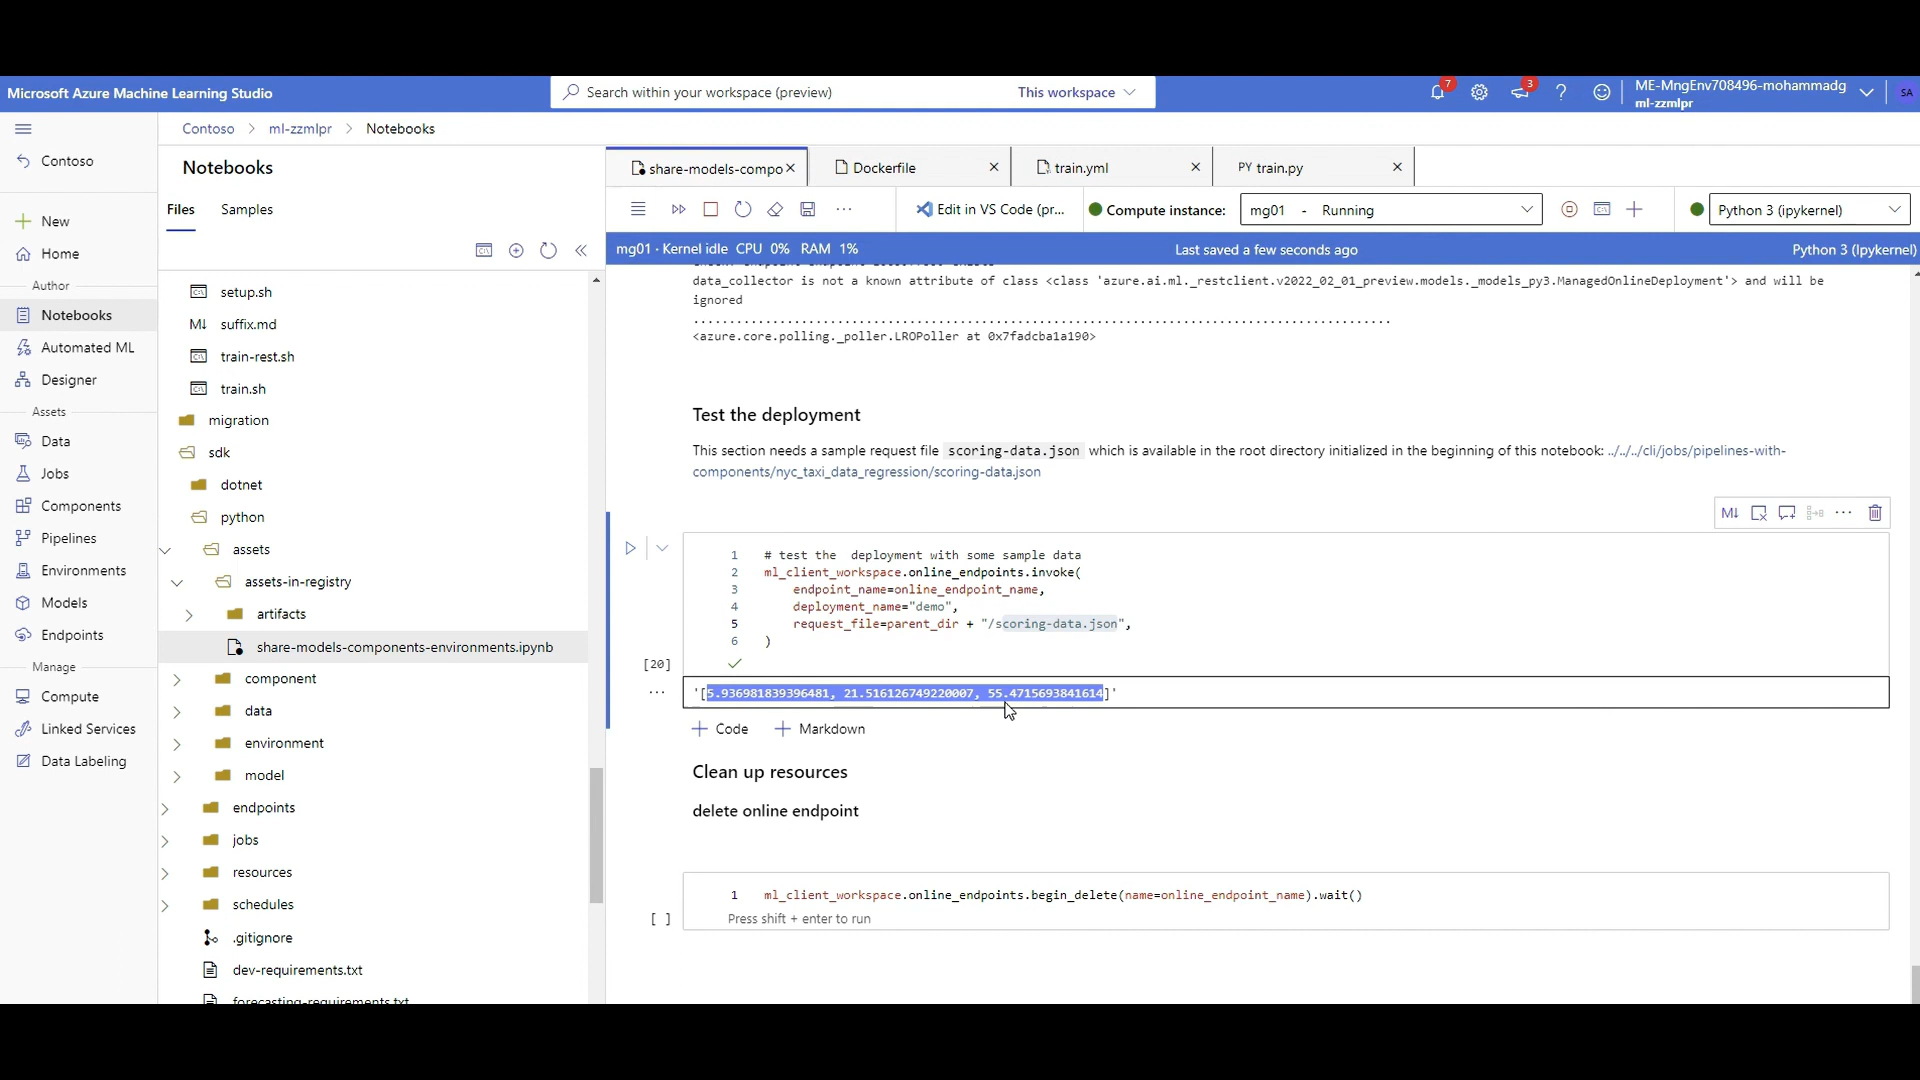 Microsoft Azure Machine Learning Studio
Search within your workspace (preview)
This workspace
7
3
ME-MngEnv708496-mohammadg
ml-zzmlpr
SA
Contoso
New
Home
Author
Notebooks
Automated ML
Designer
Assets
Data
Jobs
Components
Pipelines
Environments
Models
Endpoints
Manage
Compute
Linked Services
Data Labeling
Contoso > ml-zzmlpr > Notebooks
Notebooks
Files Samples
setup.sh
M↓ suffix.md
train-rest.sh
train.sh
migration
sdk
dotnet
python
assets
assets-in-registry
artifacts
share-models-components-environments.ipynb
component
data
environment
model
endpoints
jobs
resources
schedules
.gitignore
dev-requirements.txt
forecasting-requirements.txt
share-models-compo
Dockerfile
train.yml
PY train.py
Edit in VS Code (pr...
Compute instance:
mg01 - Running
Python 3 (ipykernel)
mg01 · Kernel idle CPU 0% RAM 1%
Last saved a few seconds ago
Python 3 (Ipykernel)
data_collector is not a known attribute of class <class 'azure.ai.ml._restclient.v2022_02_01_preview.models._models_py3.ManagedOnlineDeployment'> and will be
ignored
.................................................................................................
<azure.core.polling._poller.LROPoller at 0x7fadcba1a190>
Test the deployment
This section needs a sample request file scoring-data.json which is available in the root directory initialized in the beginning of this notebook: ../../../cli/jobs/pipelines-with-
components/nyc_taxi_data_regression/scoring-data.json
M↓
1 # test the  deployment with some sample data
2 ml_client_workspace.online_endpoints.invoke(
3     endpoint_name=online_endpoint_name,
4     deployment_name="demo",
5     request_file=parent_dir + "/scoring-data.json",
6 )
[20]
'[5.936981839396481, 21.516126749220007, 55.4715693841614]'
+ Code + Markdown
Clean up resources
delete online endpoint
1 ml_client_workspace.online_endpoints.begin_delete(name=online_endpoint_name).wait()
[ ]
Press shift + enter to run